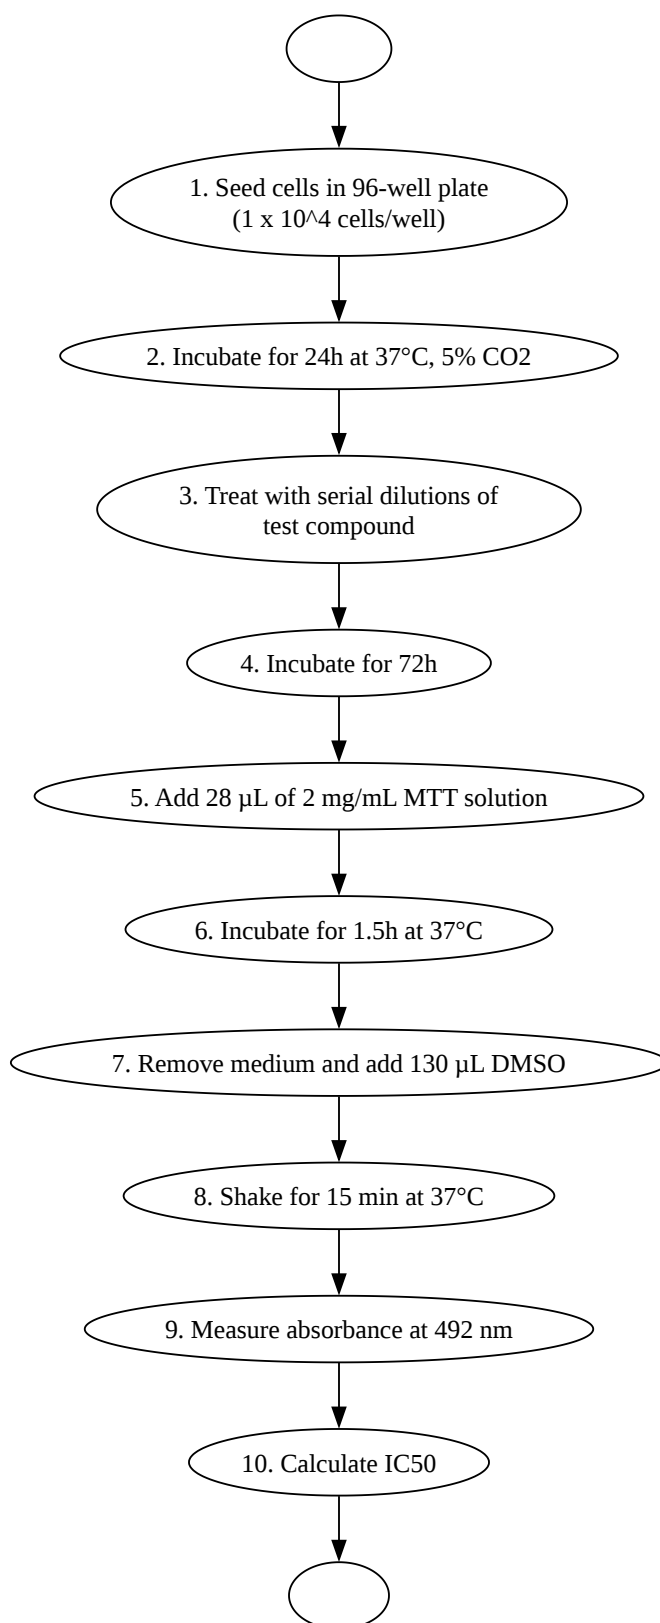 1. Seed cells in 96-well plate
(1 x 10^4 cells/well)
2. Incubate for 24h at 37°C, 5% CO2
3. Treat with serial dilutions of
test compound
4. Incubate for 72h
5. Add 28 µL of 2 mg/mL MTT solution
6. Incubate for 1.5h at 37°C
7. Remove medium and add 130 µL DMSO
8. Shake for 15 min at 37°C
9. Measure absorbance at 492 nm
10. Calculate IC50